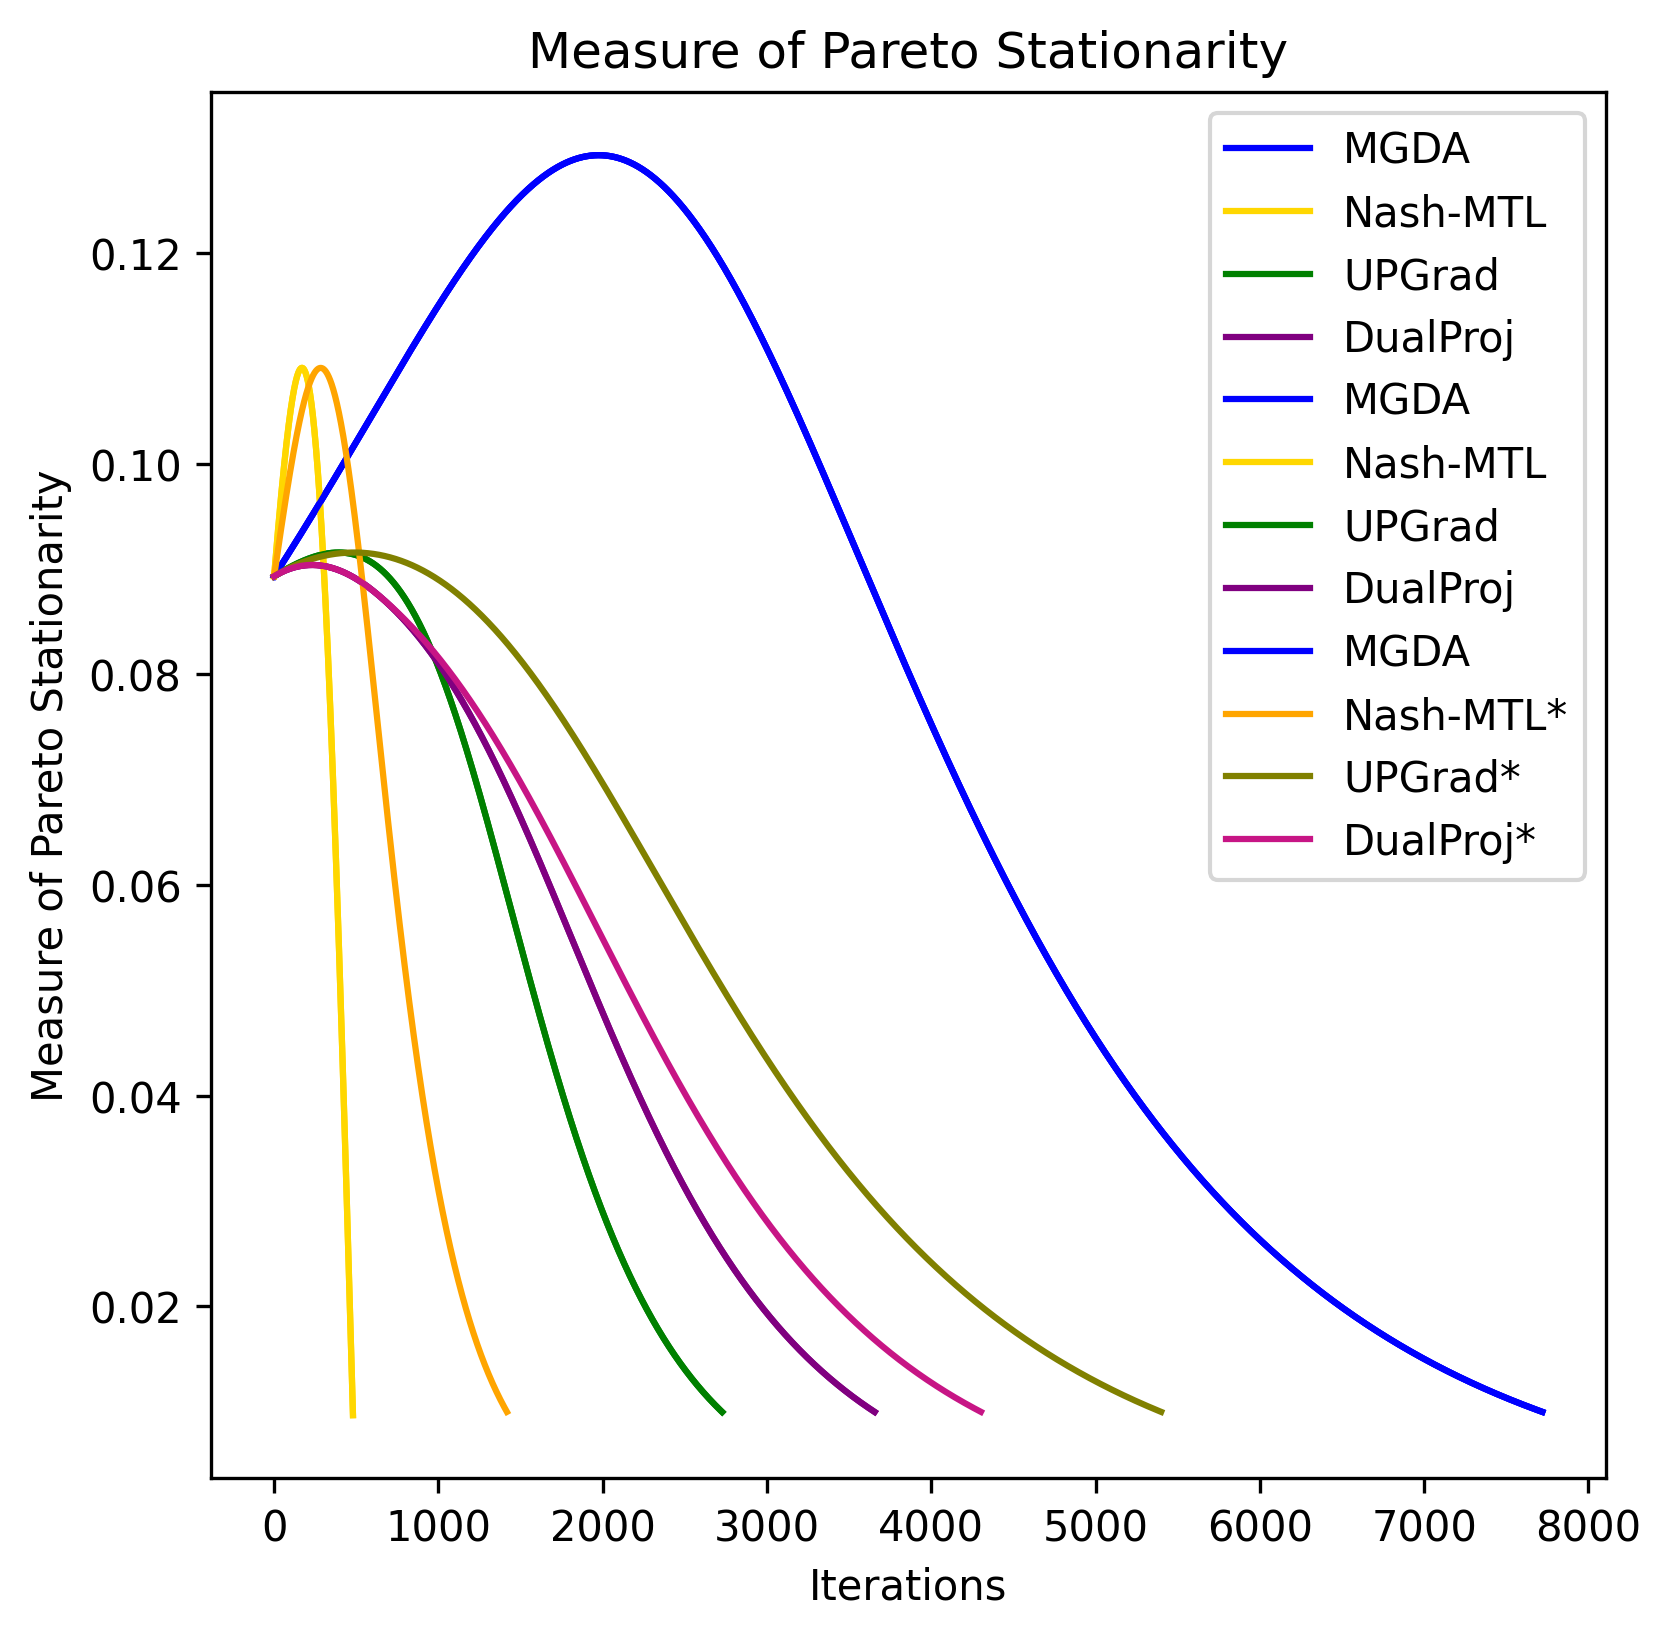 Measure of Pareto Stationarity
MGDA
Nash-MTL
UPGrad
DualProj
MGDA
Nash-MTL
UPGrad
DualProj
MGDA
Nash-MTL*
UPGrad*
DualProj*
Measure of Pareto Stationarity
0.12
0.10
0.08
0.06
0.04
0.02
0 1000 2000 3000 4000 5000 6000 7000 8000
Iterations